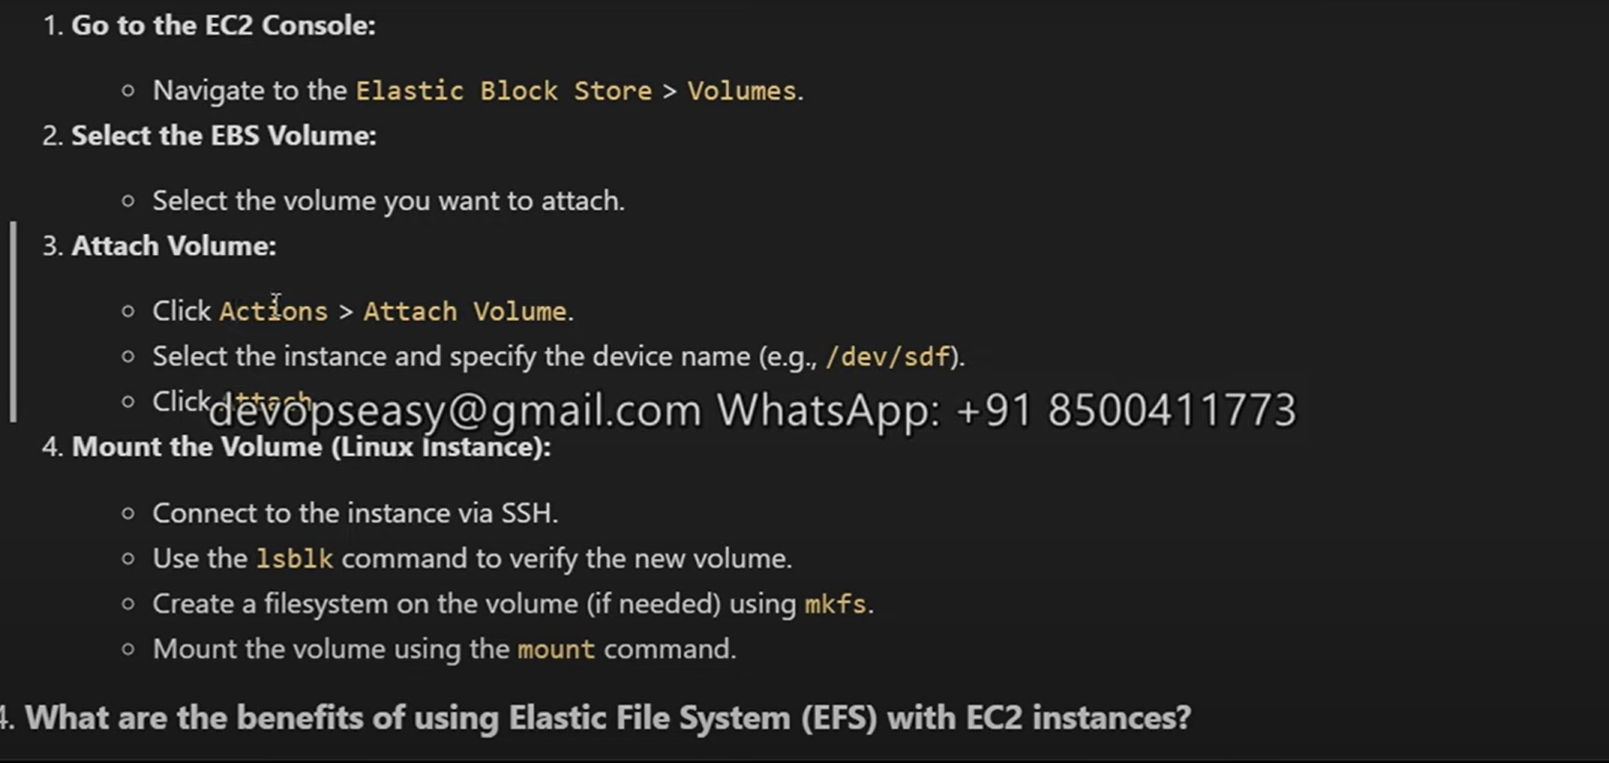 1. Go to the EC2 Console:
○ Navigate to the Elastic Block Store > Volumes.
2. Select the EBS Volume:
○ Select the volume you want to attach.
3. Attach Volume:
○ Click Actions > Attach Volume.
○ Select the instance and specify the device name (e.g., /dev/sdf).
○ Click Attach.
devopseasy@gmail.com WhatsApp: +91 8500411773
4. Mount the Volume (Linux Instance):
○ Connect to the instance via SSH.
○ Use the lsblk command to verify the new volume.
○ Create a filesystem on the volume (if needed) using mkfs.
○ Mount the volume using the mount command.
4. What are the benefits of using Elastic File System (EFS) with EC2 instances?